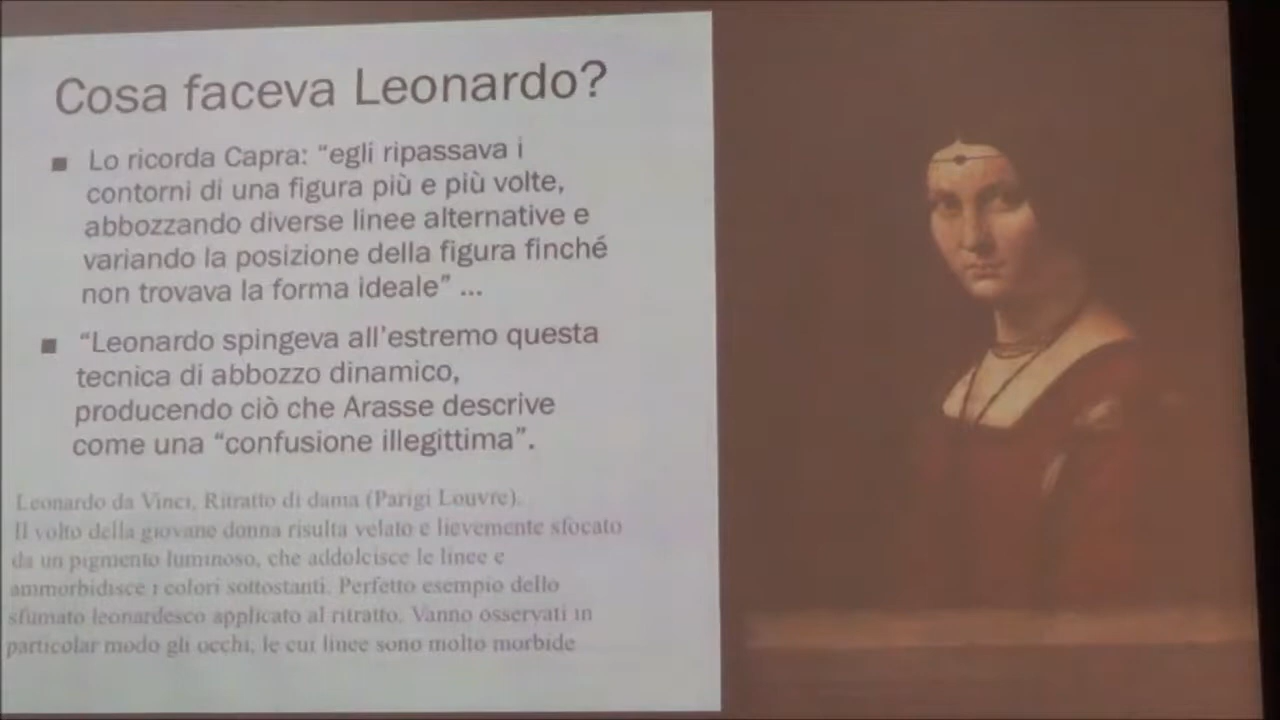 Cosa faceva Leonardo?
■ Lo ricorda Capra: “egli ripassava i
contorni di una figura più e più volte,
abbozzando diverse linee alternative e
variando la posizione della figura finché
non trovava la forma ideale” ...
■ “Leonardo spingeva all’estremo questa
tecnica di abbozzo dinamico,
producendo ciò che Arasse descrive
come una “confusione illegittima”.
Leonardo da Vinci, Ritratto di dama (Parigi Louvre).
Il volto della giovane donna risulta velato e lievemente sfocato
da un pigmento luminoso, che addolcisce le linee e
ammorbidisce i colori sottostanti. Perfetto esempio dello
sfumato leonardesco applicato al ritratto. Vanno osservati in
particolar modo gli occhi, le cui linee sono molto morbide